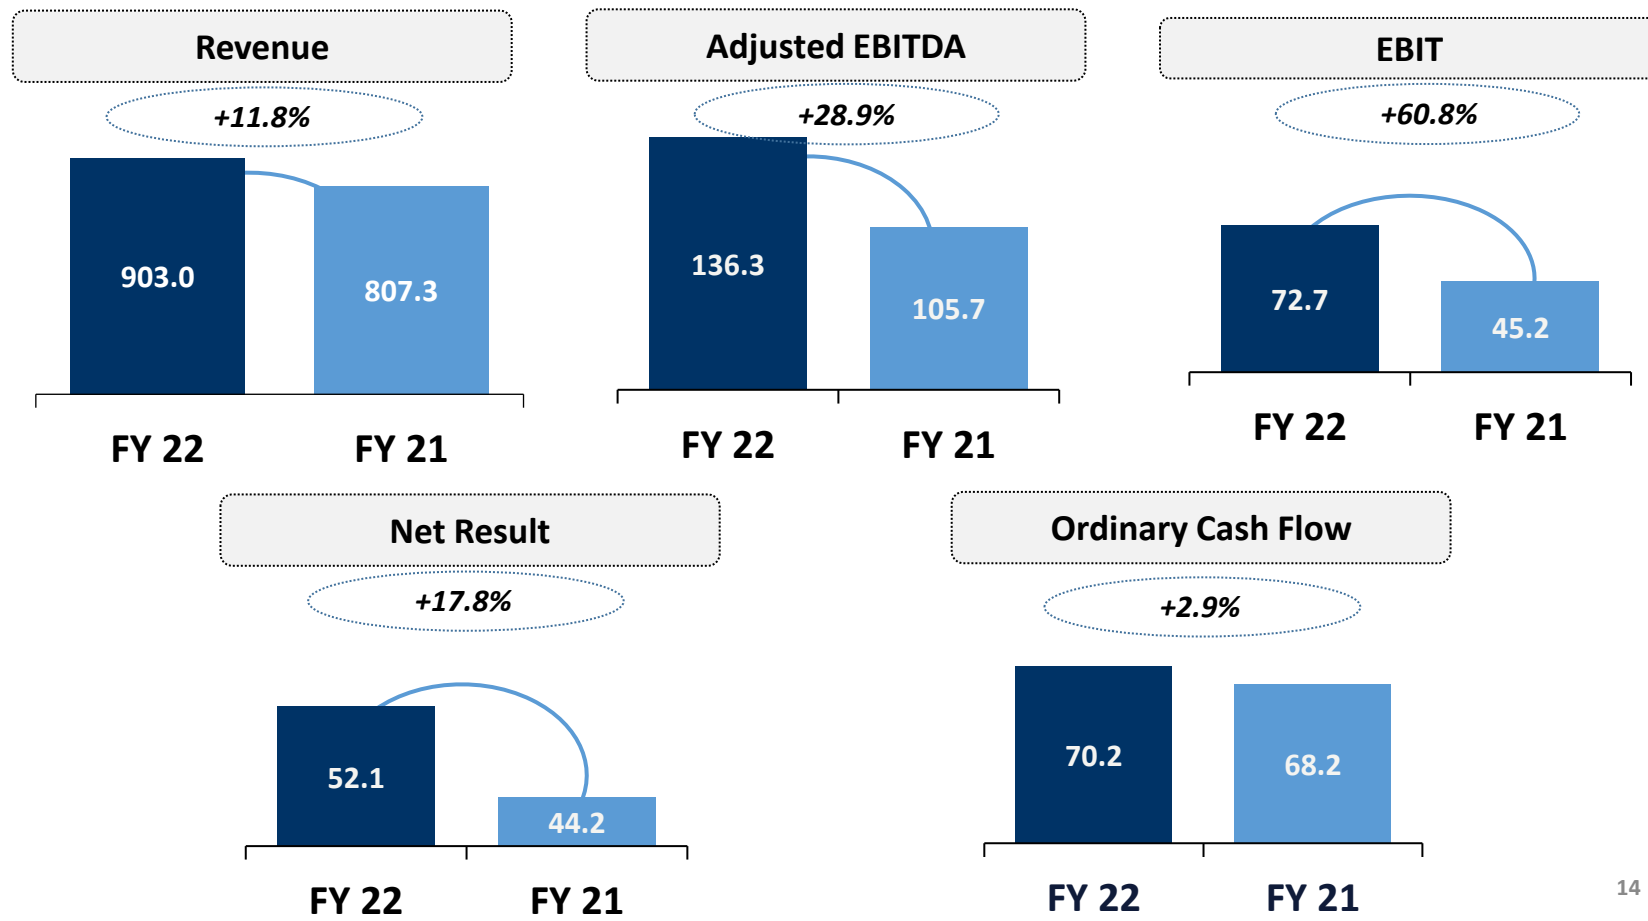 Revenue
+11.8%
903.0
807.3
FY 22
FY 21
Adjusted EBITDA
+28.9%
136.3
105.7
FY 22
FY 21
EBIT
+60.8%
72.7
45.2
FY 22
FY 21
Net Result
+17.8%
52.1
44.2
FY 22
FY 21
Ordinary Cash Flow
+2.9%
70.2
68.2
FY 22
FY 21
14